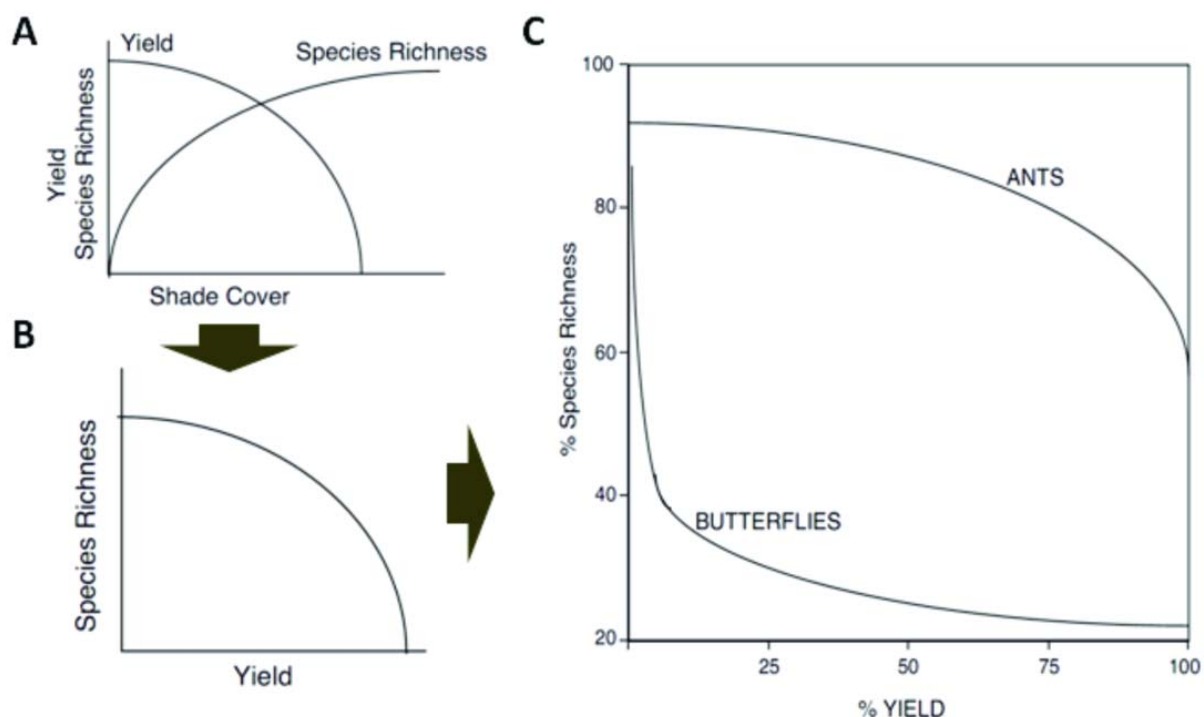 A
Yield
Species Richness
Yield
Species Richness
Shade Cover
B
Species Richness
Yield
C
100
80
60
40
20
% Species Richness
ANTS
BUTTERFLIES
25
50
75
100
% YIELD